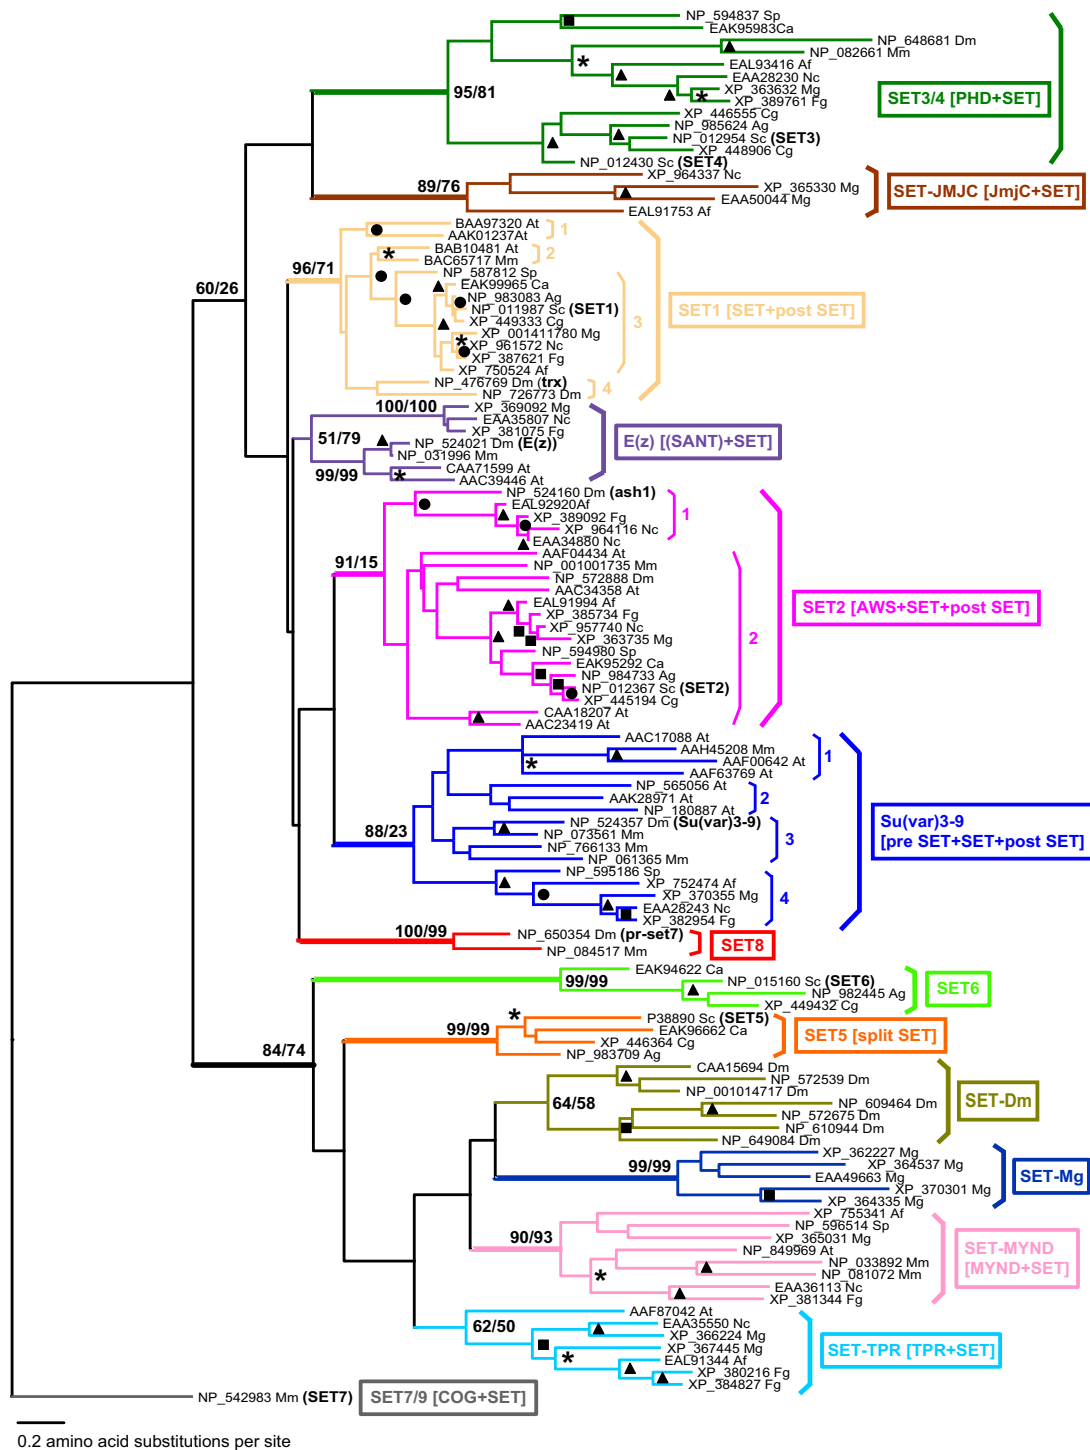 NP_594837 Sp
EAK95983Ca
NP_648681 Dm
NP_082661 Mm
EAL93416 Af
EAA28230 Nc
XP_363632 Mg
XP_389761 Fg
95/81
SET3/4 [PHD+SET]
XP_446555 Cg
NP_985624 Ag
NP_012954 Sc (SET3)
XP_448906 Cg
NP_012430 Sc (SET4)
XP_964337 Nc
89/76
XP_365330 Mg
EAA50044 Mg
SET-JMJC [JmjC+SET]
EAL91753 Af
BAA97320 At
AAK01237At
1
BAB10481 At
BAC65717 Mm
2
96/71
NP_587812 Sp
EAK99965 Ca
60/26
NP_983083 Ag
NP_011987 Sc (SET1)
XP_449333 Cg
3
SET1 [SET+post SET]
XP_001411780 Mg
XP_961572 Nc
XP_387621 Fg
XP_750524 Af
NP_476769 Dm (trx)
NP_726773 Dm
4
100/100
XP_369092 Mg
EAA35807 Nc
XP_381075 Fg
51/79
NP_524021 Dm (E(z))
E(z) [(SANT)+SET]
NP_031996 Mm
99/99
CAA71599 At
AAC39446 At
NP_524160 Dm (ash1)
EAL92920Af
XP_389092 Fg
1
XP_964116 Nc
EAA34880 Nc
91/15
AAF04434 At
NP_001001735 Mm
NP_572888 Dm
AAC34358 At
EAL91994 Af
SET2 [AWS+SET+post SET]
XP_385734 Fg
XP_957740 Nc
XP_363735 Mg
2
NP_594980 Sp
EAK95292 Ca
NP_984733 Ag
NP_012367 Sc (SET2)
XP_445194 Cg
CAA18207 At
AAC23419 At
AAC17088 At
AAH45208 Mm
1
AAF00642 At
AAF63769 At
NP_565056 At
AAK28971 At
2
NP_180887 At
88/23
NP_524357 Dm (Su(var)3-9)
Su(var)3-9
NP_073561 Mm
3
[pre SET+SET+post SET]
NP_766133 Mm
NP_061365 Mm
NP_595186 Sp
XP_752474 Af
XP_370355 Mg
4
EAA28243 Nc
XP_382954 Fg
100/99
NP_650354 Dm (pr-set7)
SET8
NP_084517 Mm
EAK94622 Ca
99/99
NP_015160 Sc (SET6)
NP_982445 Ag
SET6
XP_449432 Cg
P38890 Sc (SET5)
99/99
EAK96662 Ca
SET5 [split SET]
XP_446364 Cg
84/74
NP_983709 Ag
CAA15694 Dm
NP_572539 Dm
NP_001014717 Dm
64/58
NP_609464 Dm
SET-Dm
NP_572675 Dm
NP_610944 Dm
NP_649084 Dm
XP_362227 Mg
99/99
XP_364537 Mg
EAA49663 Mg
SET-Mg
XP_370301 Mg
XP_364335 Mg
XP_755341 Af
NP_596514 Sp
90/93
XP_365031 Mg
SET-MYND
[MYND+SET]
NP_849969 At
NP_033892 Mm
NP_081072 Mm
EAA36113 Nc
XP_381344 Fg
AAF87042 At
62/50
EAA35550 Nc
XP_366224 Mg
XP_367445 Mg
SET-TPR [TPR+SET]
EAL91344 Af
XP_380216 Fg
XP_384827 Fg
NP_542983 Mm (SET7)
SET7/9 [COG+SET]
0.2 amino acid substitutions per site